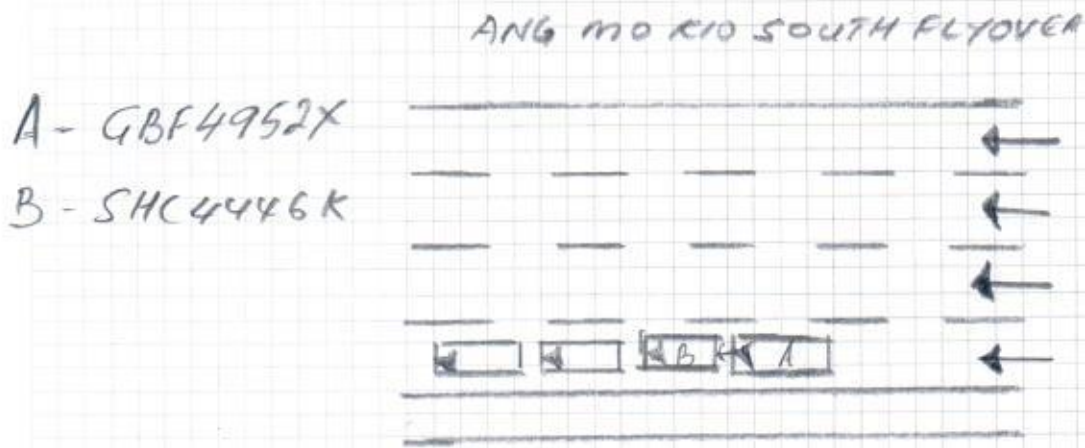 ANG MO KIO SOUTH FLYOVER
A - GBF4952X
B - SHC4446K
B A